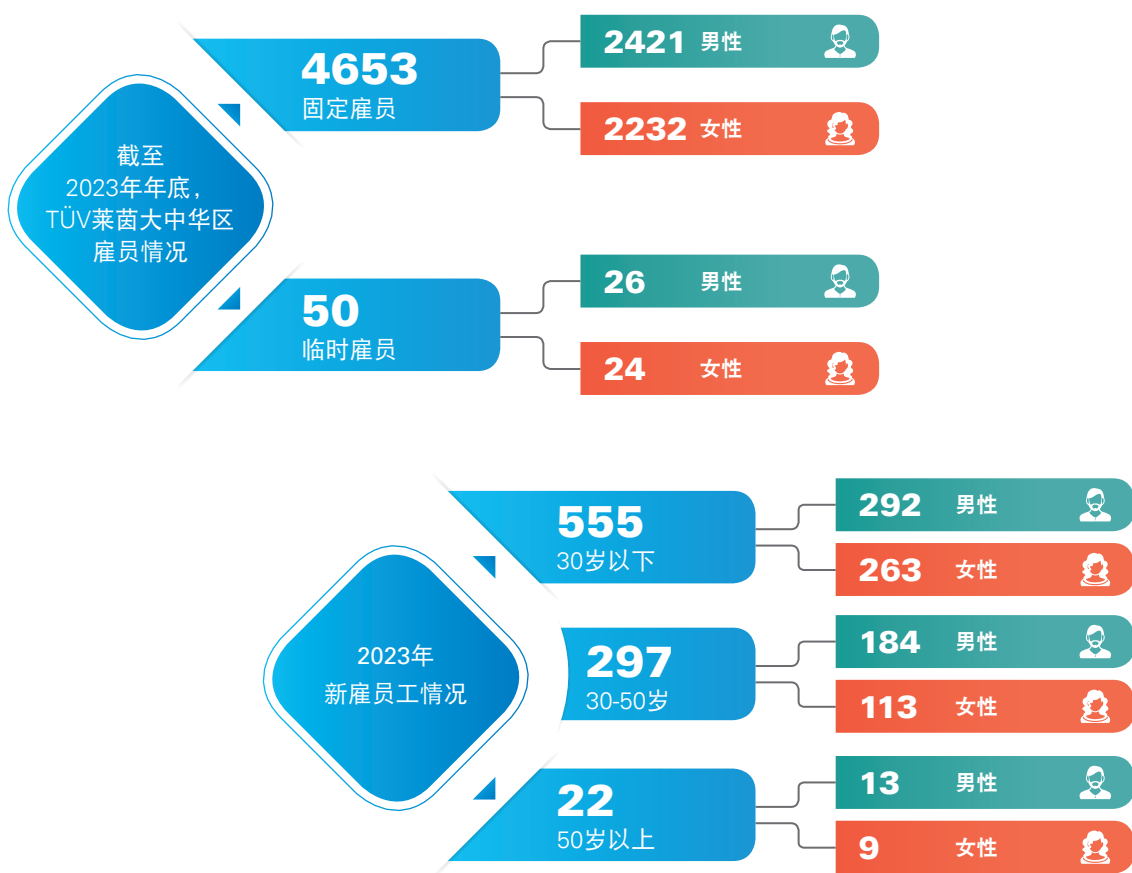 截至
2023年年底，
TÜV莱茵大中华区
雇员情况
4653
固定雇员
2421 男性
2232 女性
50
临时雇员
26 男性
24 女性
2023年
新雇员工情况
555
30岁以下
292 男性
263 女性
297
30-50岁
184 男性
113 女性
22
50岁以上
13 男性
9 女性